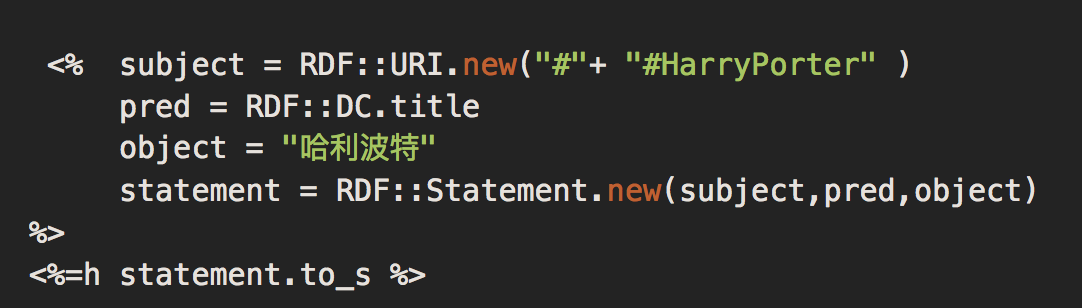 <%  subject = RDF::URI.new("#"+ "#HarryPorter" )
pred = RDF::DC.title
object = "哈利波特"
statement = RDF::Statement.new(subject,pred,object)
%>
<%=h statement.to_s %>